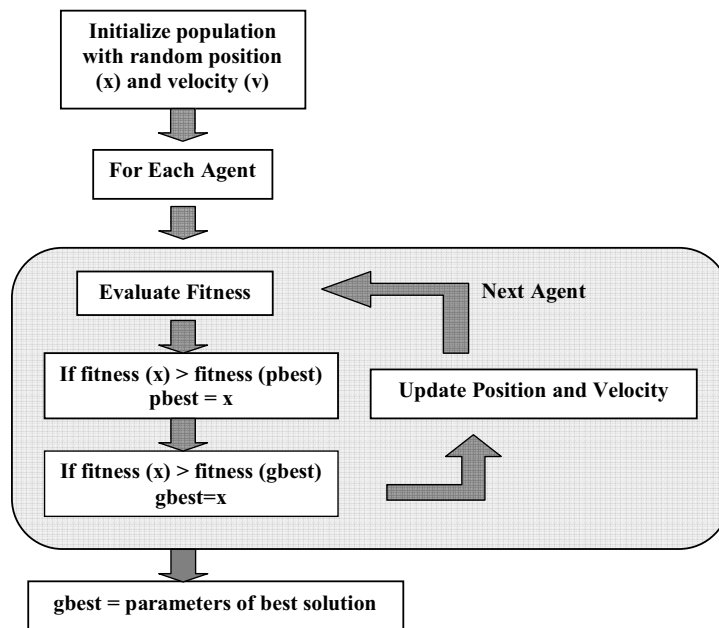 Initialize population
with random position
(x) and velocity (v)
For Each Agent
Evaluate Fitness
Next Agent
If fitness (x) > fitness (pbest)
pbest = x
Update Position and Velocity
If fitness (x) > fitness (gbest)
gbest=x
gbest = parameters of best solution